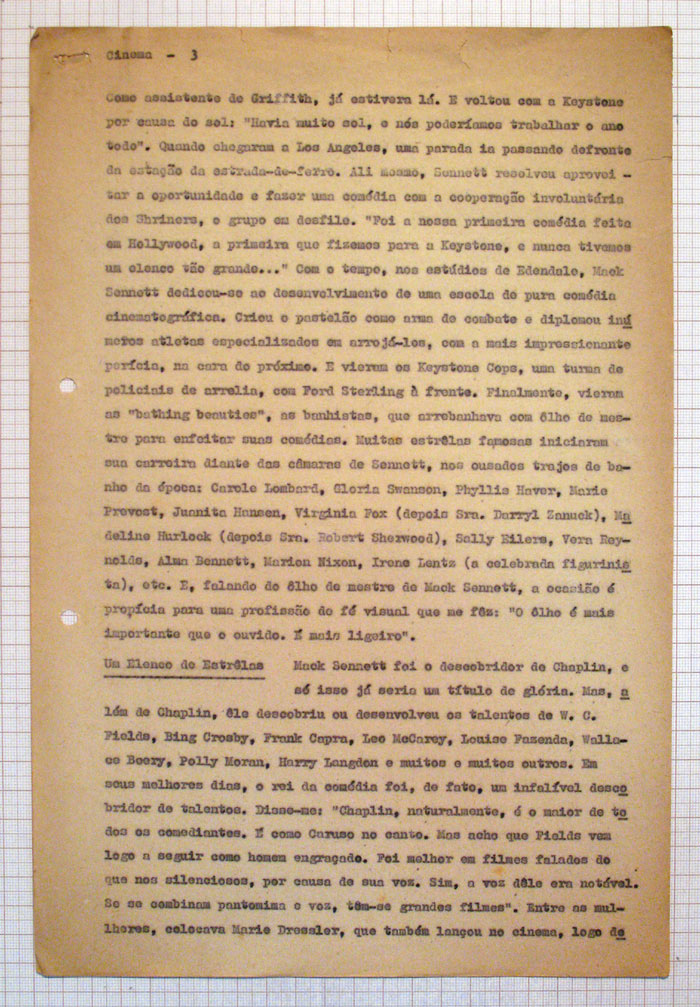 Cinema - 3
Como assistente de Griffith, já estivera lá. E voltou com a Keystone
por causa do sol: "Havia muito sol, e nós poderíamos trabalhar o ano
todo". Quando chegaram a Los Angeles, uma parada ia passando defronte
da estação da estrada-de-ferro. Ali mesmo, Sennett resolveu aprovei -
tar a oportunidade e fazer uma comédia com a cooperação involuntária
dos Shriners, o grupo em desfile. "Foi a nossa primeira comédia feita
em Hollywood, a primeira que fizemos para a Keystone, e nunca tivemos
um elenco tão grande..." Com o tempo, nos estúdios de Edendale, Mack
Sennett dedicou-se ao desenvolvimento de uma escola de pura comédia
cinematográfica. Criou o pastelão como arma de combate e diplomou inú
meros atletas especializados em arrojá-los, com a mais impressionante
perícia, na cara do próximo. E vieram os Keystone Cops, uma turma de
policiais de arrelia, com Ford Sterling à frente. Finalmente, vieram
as "bathing beauties", as banhistas, que arrebanhava com ôlho de mes-
tre para enfeitar suas comédias. Muitas estrêlas famosas iniciaram
sua carreira diante das câmaras de Sennett, nos ousados trajes de ba-
nho da época: Carole Lombard, Gloria Swanson, Phyllis Haver, Marie
Prevost, Juanita Hansen, Virginia Fox (depois Sra. Darryl Zanuck), Ma
deline Hurlock (depois Sra. Robert Sherwood), Sally Eilers, Vera Rey-
nolds, Alma Bennett, Marion Nixon, Irene Lentz (a celebrada figurinis
ta), etc. E, falando do ôlho de mestre de Mack Sennett, a ocasião é
propícia para uma profissão de fé visual que me fêz: "O ôlho é mais
importante que o ouvido. É mais ligeiro".
Um Elenco de Estrêlas Mack Sennett foi o descobridor de Chaplin, e
só isso já seria um título de glória. Mas, a
lém de Chaplin, êle descobriu ou desenvolveu os talentos de W. C.
Fields, Bing Crosby, Frank Capra, Leo McCarey, Louise Fazenda, Walla-
ce Beery, Polly Moran, Harry Langdon e muitos e muitos outros. Em
seus melhores dias, o rei da comédia foi, de fato, um infalível desco
bridor de talentos. Disse-me: "Chaplin, naturalmente, é o maior de to
dos os comediantes. É como Caruso no canto. Mas acho que Fields vem
logo a seguir como homem engraçado. Foi melhor em filmes falados do
que nos silenciosos, por causa de sua voz. Sim, a voz dêle era notável.
Se se combinam pantomima e voz, têm-se grandes filmes". Entre as mu-
lheres, colocava Marie Dressler, que também lançou no cinema, logo de